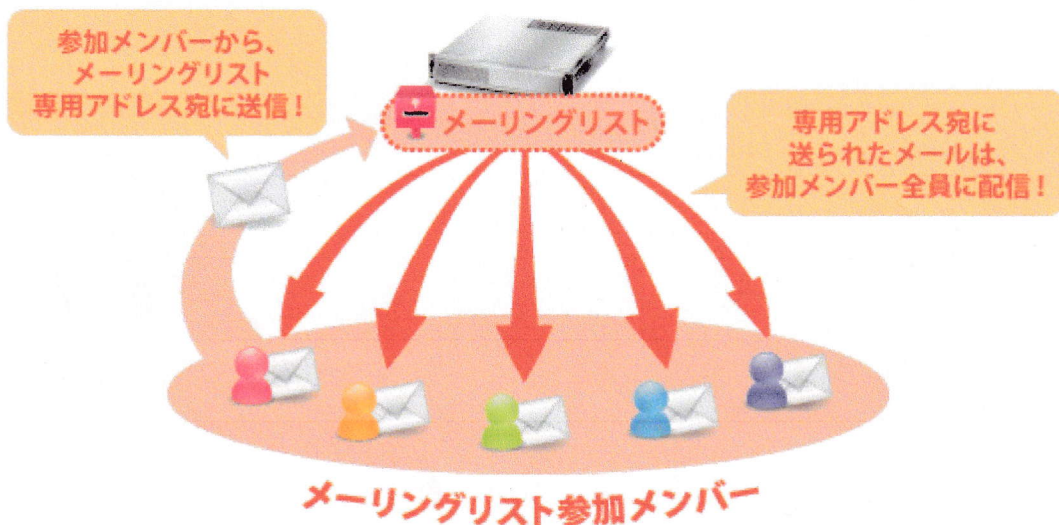 参加メンバーから、
メーリングリスト
専用アドレス宛に送信!
メーリングリスト
専用アドレス宛に
送られたメールは、
参加メンバー全員に配信!
メーリングリスト参加メンバー